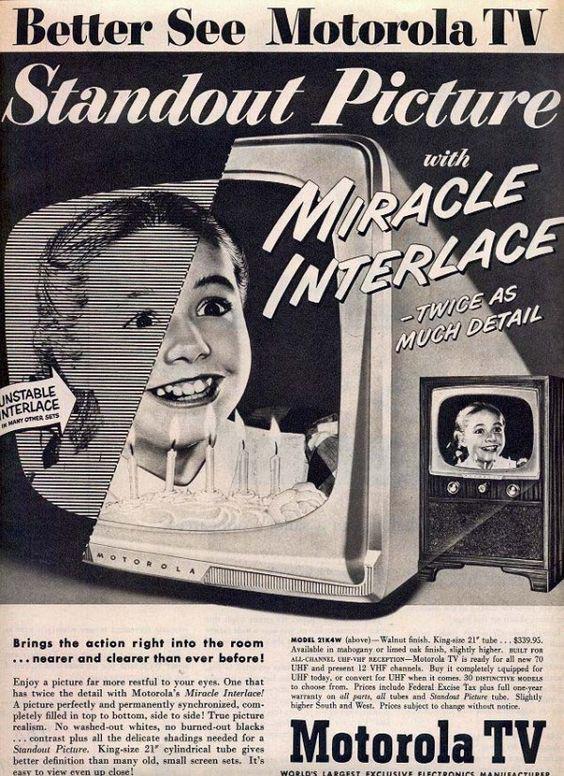 Better See Motorola TV
Standout Picture
with
MIRACLE
INTERLACE
–TWICE AS
MUCH DETAIL
UNSTABLE
INTERLACE
IN MANY OTHER SETS
MOTOROLA
Brings the action right into the room
...nearer and clearer than ever before!
Enjoy a picture far more restful to your eyes. One that
has twice the detail with Motorola's Miracle Interlace!
A picture perfectly and permanently synchronized, com-
pletely filled in top to bottom, side to side! True picture
realism. No washed-out whites, no burned-out blacks
... contrast plus all the delicate shadings needed for a
Standout Picture. King-size 21" cylindrical tube gives
better definition than many old, small screen sets. It's
easy to view even up close!
MODEL 21K4W (above)—Walnut finish. King-size 21" tube ... $339.95.
Available in mahogany or limed oak finish, slightly higher. BUILT FOR
ALL-CHANNEL UHF-VHF RECEPTION—Motorola TV is ready for all new 70
UHF and present 12 VHF channels. Buy it completely equipped for
UHF today, or convert for UHF when it comes. 30 DISTINCTIVE MODELS
to choose from. Prices include Federal Excise Tax plus full one-year
warranty on all parts, all tubes and Standout Picture tube. Slightly
higher South and West. Prices subject to change without notice.
Motorola TV
WORLD'S LARGEST EXCLUSIVE ELECTRONICS MANUFACTURER